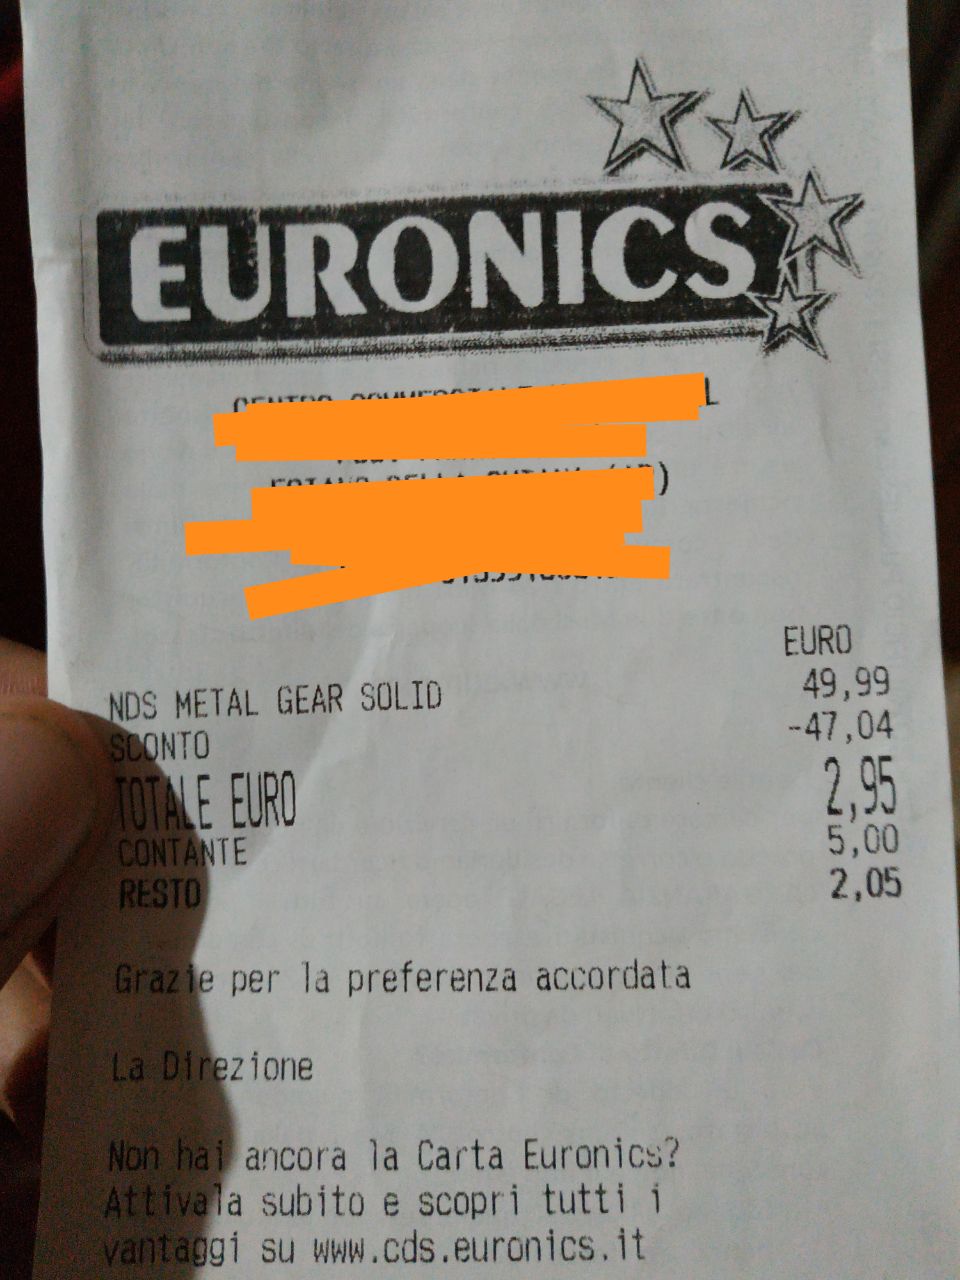 EURONICS
CENTRO
EURO
NDS METAL GEAR SOLID 49,99
SCONTO -47,04
TOTALE EURO 2,95
CONTANTE 5,00
RESTO 2,05
Grazie per la preferenza accordata
La Direzione
Non hai ancora la Carta Euronics?
Attivala subito e scopri tutti i
vantaggi su www.cds.euronics.it